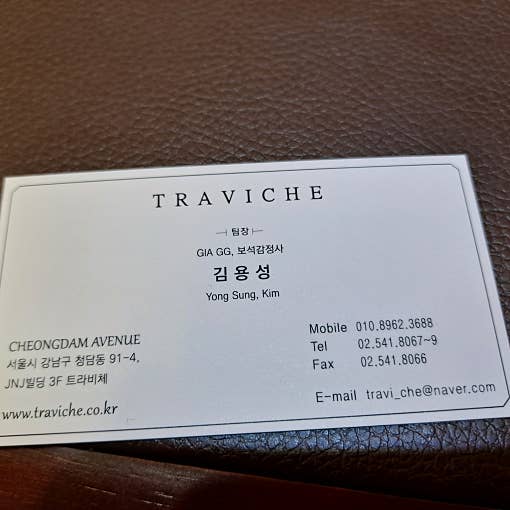 TRAVICHE
팀장
GIA GG, 보석감정사
김용성
Yong Sung, Kim
CHEONGDAM AVENUE
서울시 강남구 청담동 91-4,
JNJ빌딩 3F 트라비체
www.traviche.co.kr
Mobile 010.8962.3688
Tel 02.541.8067~9
Fax 02.541.8066
E-mail travi_che@naver.com